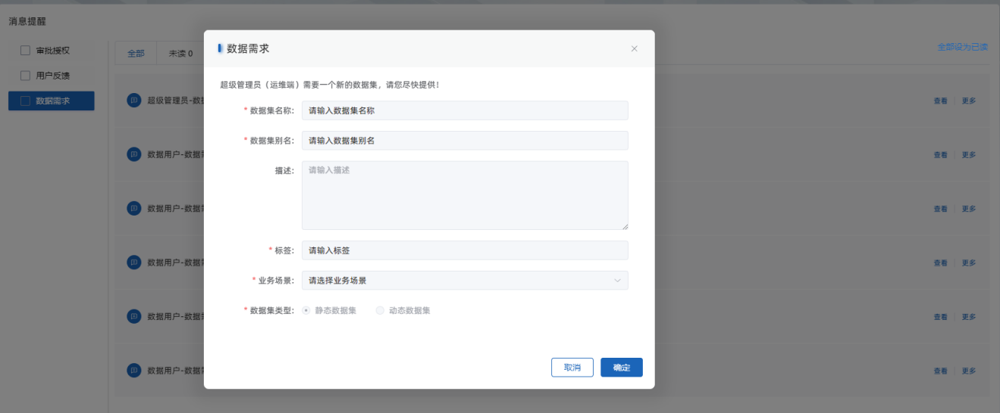 消息提醒
审批授权
用户反馈
数据需求
全部 未读 0
全部设为已读
超级管理员-数据
查看 更多
数据用户-数据
查看 更多
数据用户-数据
查看 更多
数据用户-数据
查看 更多
数据用户-数据
查看 更多
数据用户-数据
查看 更多
数据需求
超级管理员（运维端）需要一个新的数据集，请您尽快提供!
* 数据集名称: 请输入数据集名称
* 数据集别名: 请输入数据集别名
描述: 请输入描述
* 标签: 请输入标签
* 业务场景: 请选择业务场景
* 数据集类型: 静态数据集 动态数据集
取消 确定